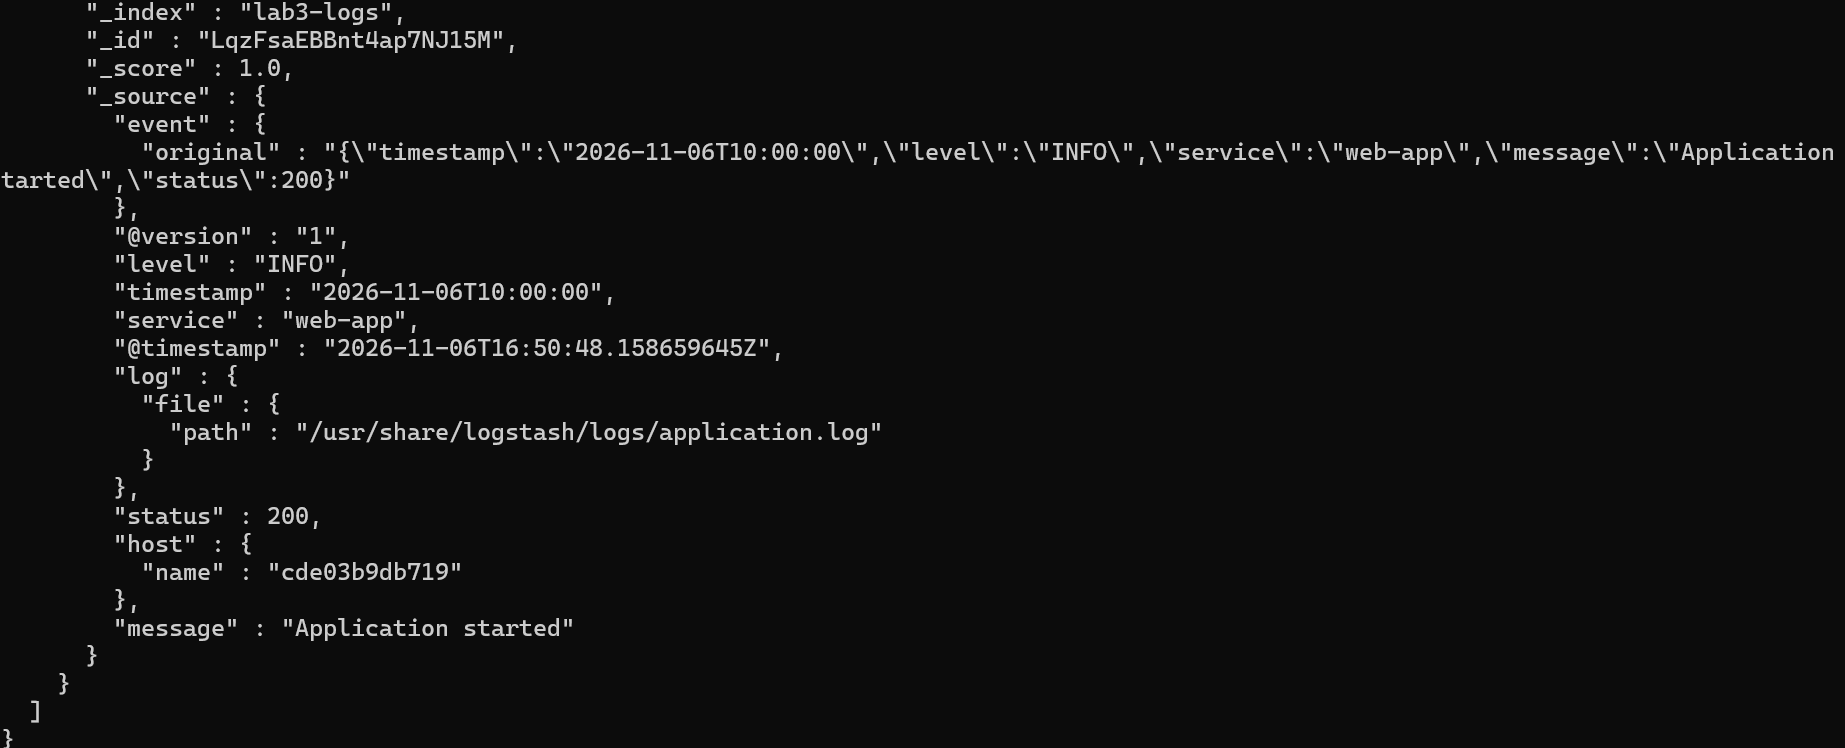 "_index" : "lab3-logs",
"_id" : "LqzFsaEBBnt4ap7NJ15M",
"_score" : 1.0,
"_source" : {
"event" : {
"original" : "{\"timestamp\":\"2026-11-06T10:00:00\",\"level\":\"INFO\",\"service\":\"web-app\",\"message\":\"Application
tarted\",\"status\":200}"
},
"@version" : "1",
"level" : "INFO",
"timestamp" : "2026-11-06T10:00:00",
"service" : "web-app",
"@timestamp" : "2026-11-06T16:50:48.158659645Z",
"log" : {
"file" : {
"path" : "/usr/share/logstash/logs/application.log"
}
},
"status" : 200,
"host" : {
"name" : "cde03b9db719"
},
"message" : "Application started"
}
}
]
}